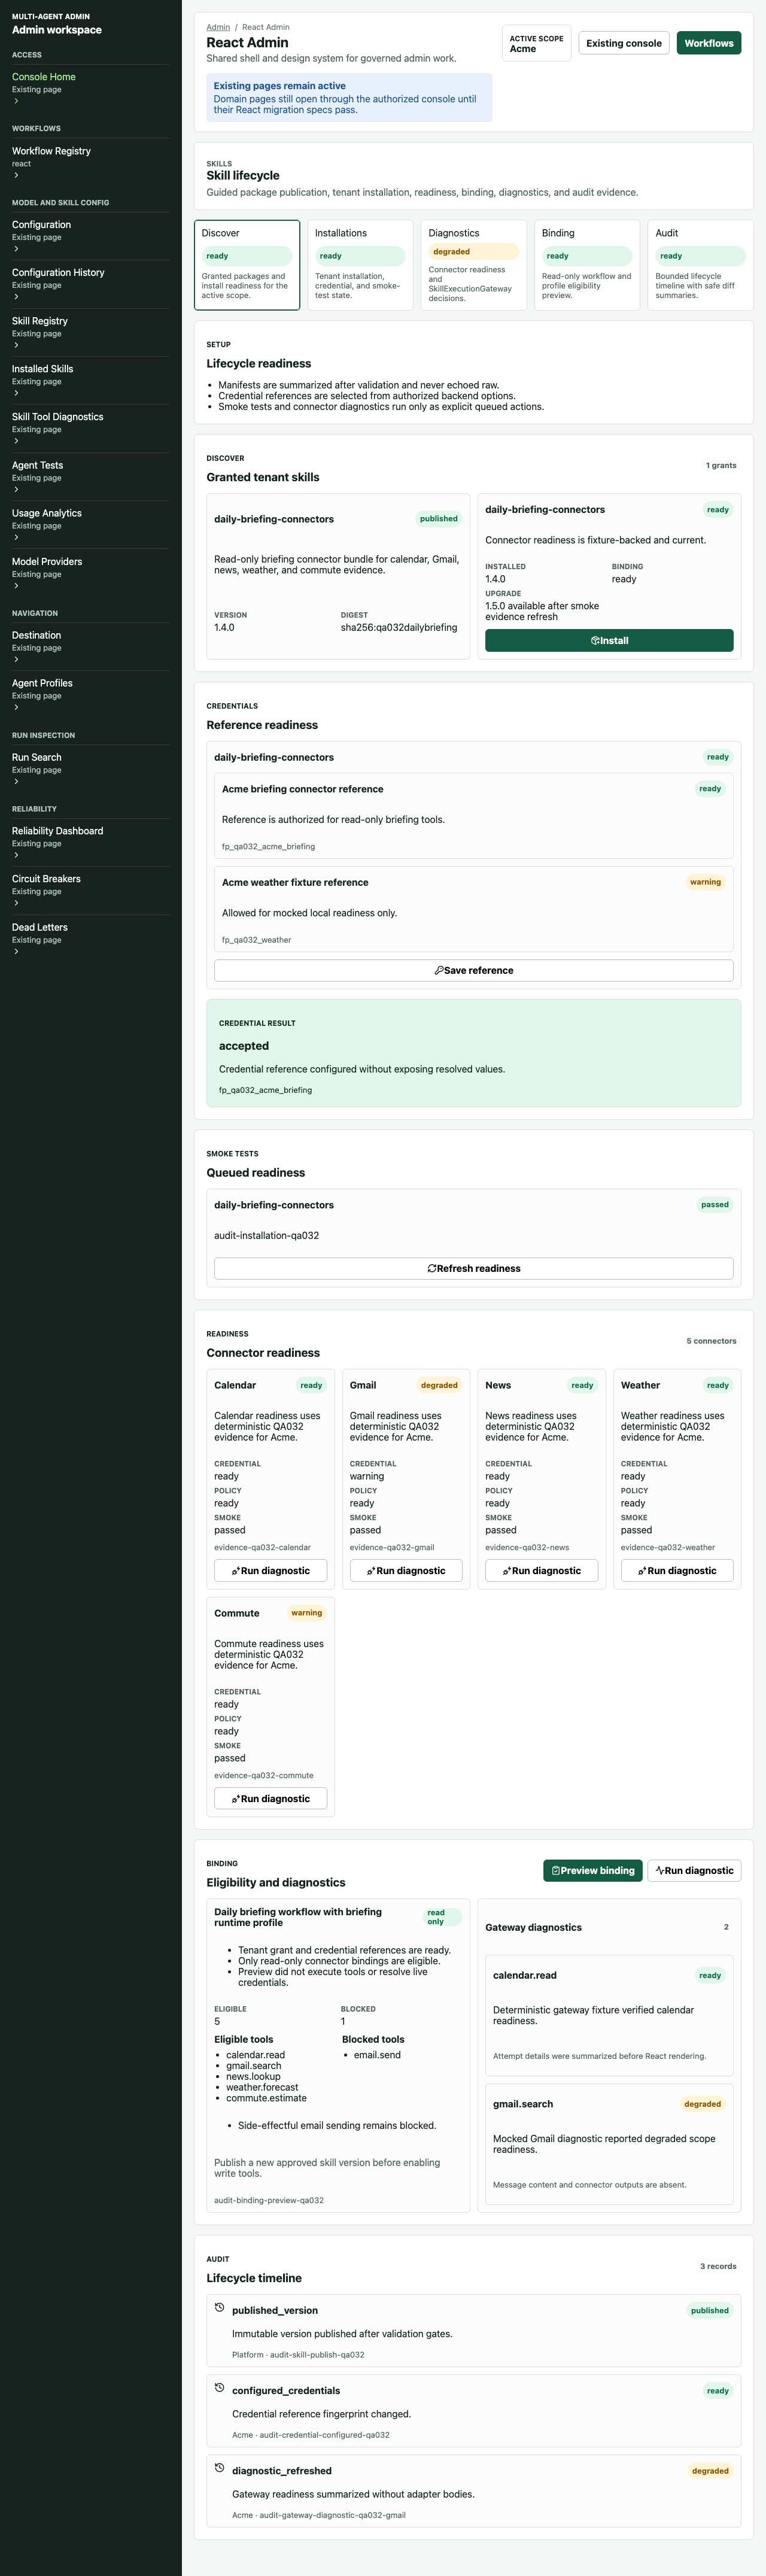 MULTI-AGENT ADMIN
Admin workspace
ACCESS
Console Home
Existing page
WORKFLOWS
Workflow Registry
react
MODEL AND SKILL CONFIG
Configuration
Existing page
Configuration History
Existing page
Skill Registry
Existing page
Installed Skills
Existing page
Skill Tool Diagnostics
Existing page
Agent Tests
Existing page
Usage Analytics
Existing page
Model Providers
Existing page
NAVIGATION
Destination
Existing page
Agent Profiles
Existing page
RUN INSPECTION
Run Search
Existing page
RELIABILITY
Reliability Dashboard
Existing page
Circuit Breakers
Existing page
Dead Letters
Existing page
Admin / React Admin
React Admin
Shared shell and design system for governed admin work.
ACTIVE SCOPE
Acme
Existing console
Workflows
Existing pages remain active
Domain pages still open through the authorized console until
their React migration specs pass.
SKILLS
Skill lifecycle
Guided package publication, tenant installation, readiness, binding, diagnostics, and audit evidence.
Discover
ready
Granted packages and
install readiness for the
active scope.
Installations
ready
Tenant installation,
credential, and smoke-
test state.
Diagnostics
degraded
Connector readiness
and
SkillExecutionGateway
decisions.
Binding
ready
Read-only workflow and
profile eligibility
preview.
Audit
ready
Bounded lifecycle
timeline with safe diff
summaries.
SETUP
Lifecycle readiness
• Manifests are summarized after validation and never echoed raw.
• Credential references are selected from authorized backend options.
• Smoke tests and connector diagnostics run only as explicit queued actions.
DISCOVER
Granted tenant skills
1 grants
daily-briefing-connectors
published
Read-only briefing connector bundle for calendar, Gmail,
news, weather, and commute evidence.
VERSION
1.4.0
DIGEST
sha256:qa032dailybriefing
daily-briefing-connectors
ready
Connector readiness is fixture-backed and current.
INSTALLED
1.4.0
BINDING
ready
UPGRADE
1.5.0 available after smoke
evidence refresh
Install
CREDENTIALS
Reference readiness
daily-briefing-connectors
ready
Acme briefing connector reference
ready
Reference is authorized for read-only briefing tools.
fp_qa032_acme_briefing
Acme weather fixture reference
warning
Allowed for mocked local readiness only.
fp_qa032_weather
Save reference
CREDENTIAL RESULT
accepted
Credential reference configured without exposing resolved values.
fp_qa032_acme_briefing
SMOKE TESTS
Queued readiness
daily-briefing-connectors
passed
audit-installation-qa032
Refresh readiness
READINESS
Connector readiness
5 connectors
Calendar
ready
Calendar readiness uses
deterministic QA032
evidence for Acme.
CREDENTIAL
ready
POLICY
ready
SMOKE
passed
evidence-qa032-calendar
Run diagnostic
Gmail
degraded
Gmail readiness uses
deterministic QA032
evidence for Acme.
CREDENTIAL
warning
POLICY
ready
SMOKE
passed
evidence-qa032-gmail
Run diagnostic
News
ready
News readiness uses
deterministic QA032
evidence for Acme.
CREDENTIAL
ready
POLICY
ready
SMOKE
passed
evidence-qa032-news
Run diagnostic
Weather
ready
Weather readiness uses
deterministic QA032
evidence for Acme.
CREDENTIAL
ready
POLICY
ready
SMOKE
passed
evidence-qa032-weather
Run diagnostic
Commute
warning
Commute readiness uses
deterministic QA032
evidence for Acme.
CREDENTIAL
ready
POLICY
ready
SMOKE
passed
evidence-qa032-commute
Run diagnostic
BINDING
Eligibility and diagnostics
Preview binding
Run diagnostic
Daily briefing workflow with briefing
runtime profile
read
only
• Tenant grant and credential references are ready.
• Only read-only connector bindings are eligible.
• Preview did not execute tools or resolve live
credentials.
ELIGIBLE
5
BLOCKED
1
Eligible tools
• calendar.read
• gmail.search
• news.lookup
• weather.forecast
• commute.estimate
Blocked tools
• email.send
• Side-effectful email sending remains blocked.
Publish a new approved skill version before enabling
write tools.
audit-binding-preview-qa032
Gateway diagnostics
2
calendar.read
ready
Deterministic gateway fixture verified calendar
readiness.
Attempt details were summarized before React rendering.
gmail.search
degraded
Mocked Gmail diagnostic reported degraded scope
readiness.
Message content and connector outputs are absent.
AUDIT
Lifecycle timeline
3 records
published_version
published
Immutable version published after validation gates.
Platform · audit-skill-publish-qa032
configured_credentials
ready
Credential reference fingerprint changed.
Acme · audit-credential-configured-qa032
diagnostic_refreshed
degraded
Gateway readiness summarized without adapter bodies.
Acme · audit-gateway-diagnostic-qa032-gmail